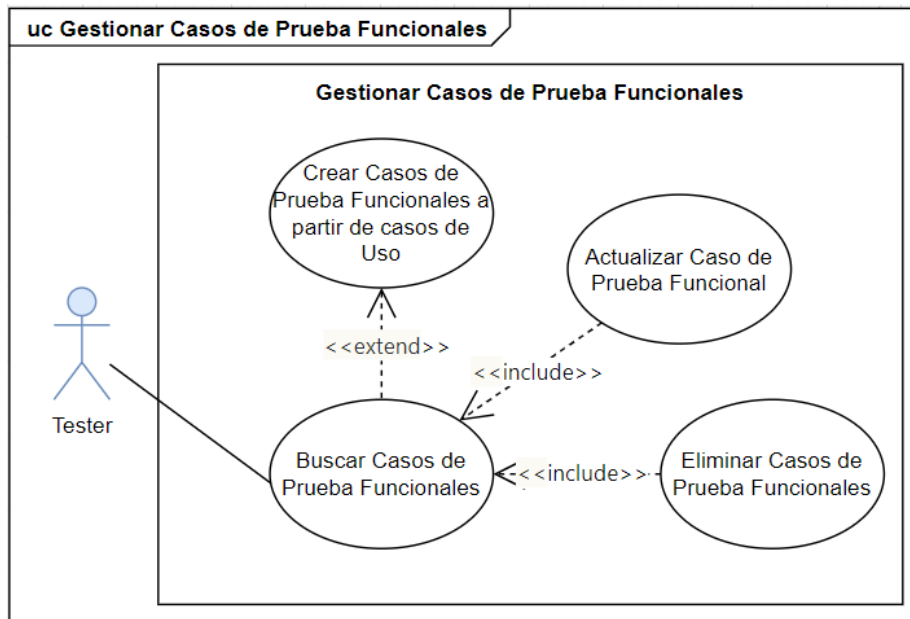 uc Gestionar Casos de Prueba Funcionales
Gestionar Casos de Prueba Funcionales
Crear Casos de
Prueba Funcionales a
partir de casos de
Uso
Actualizar Caso de
Prueba Funcional
<<extend>>
<<include>>
Tester
Buscar Casos de
Prueba Funcionales
<<include>>
Eliminar Casos de
Prueba Funcionales